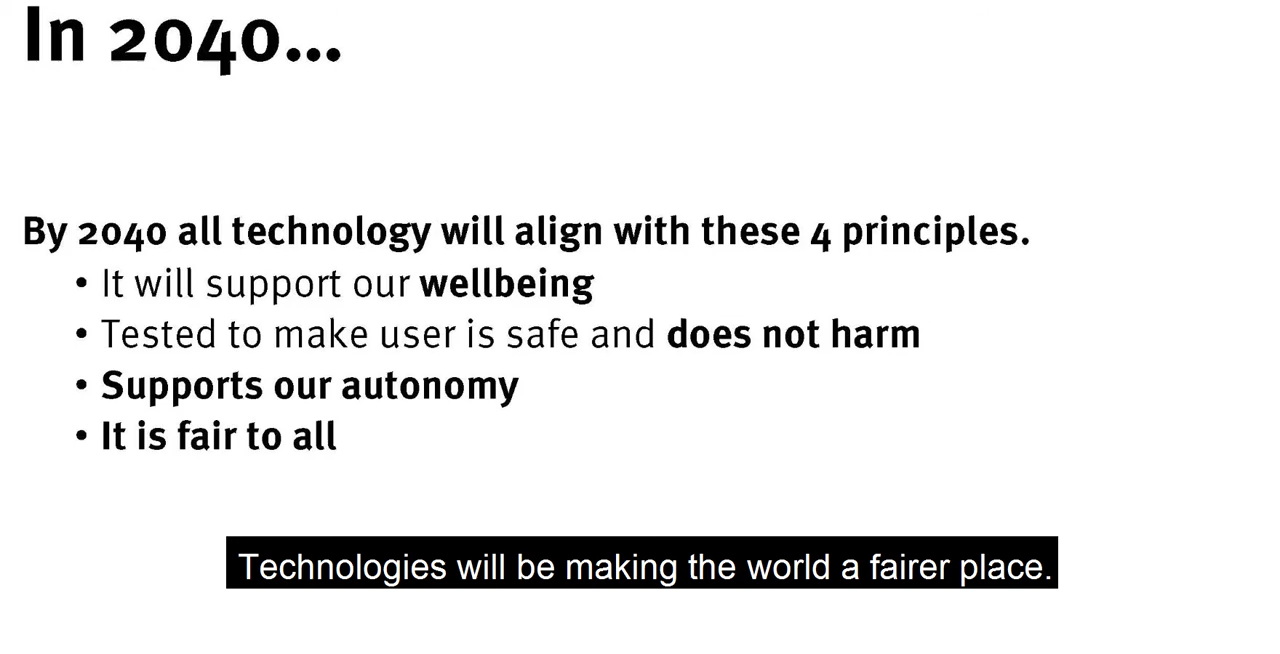 In 2040...
By 2040 all technology will align with these 4 principles.
• It will support our wellbeing
• Tested to make user is safe and does not harm
• Supports our autonomy
• It is fair to all
Technologies will be making the world a fairer place.